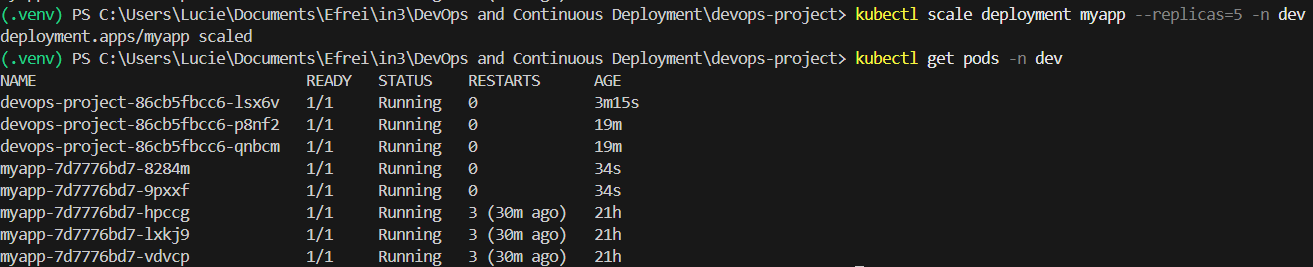 (.venv) PS C:\Users\Lucie\Documents\Efrei\in3\DevOps and Continuous Deployment\devops-project> kubectl scale deployment myapp --replicas=5 -n dev
deployment.apps/myapp scaled
(.venv) PS C:\Users\Lucie\Documents\Efrei\in3\DevOps and Continuous Deployment\devops-project> kubectl get pods -n dev
NAME READY STATUS RESTARTS AGE
devops-project-86cb5fbcc6-lsx6v 1/1 Running 0 3m15s
devops-project-86cb5fbcc6-p8nf2 1/1 Running 0 19m
devops-project-86cb5fbcc6-qnbcm 1/1 Running 0 19m
myapp-7d7776bd7-8284m 1/1 Running 0 34s
myapp-7d7776bd7-9pxxf 1/1 Running 0 34s
myapp-7d7776bd7-hpccg 1/1 Running 3 (30m ago) 21h
myapp-7d7776bd7-lxkj9 1/1 Running 3 (30m ago) 21h
myapp-7d7776bd7-vdvcp 1/1 Running 3 (30m ago) 21h